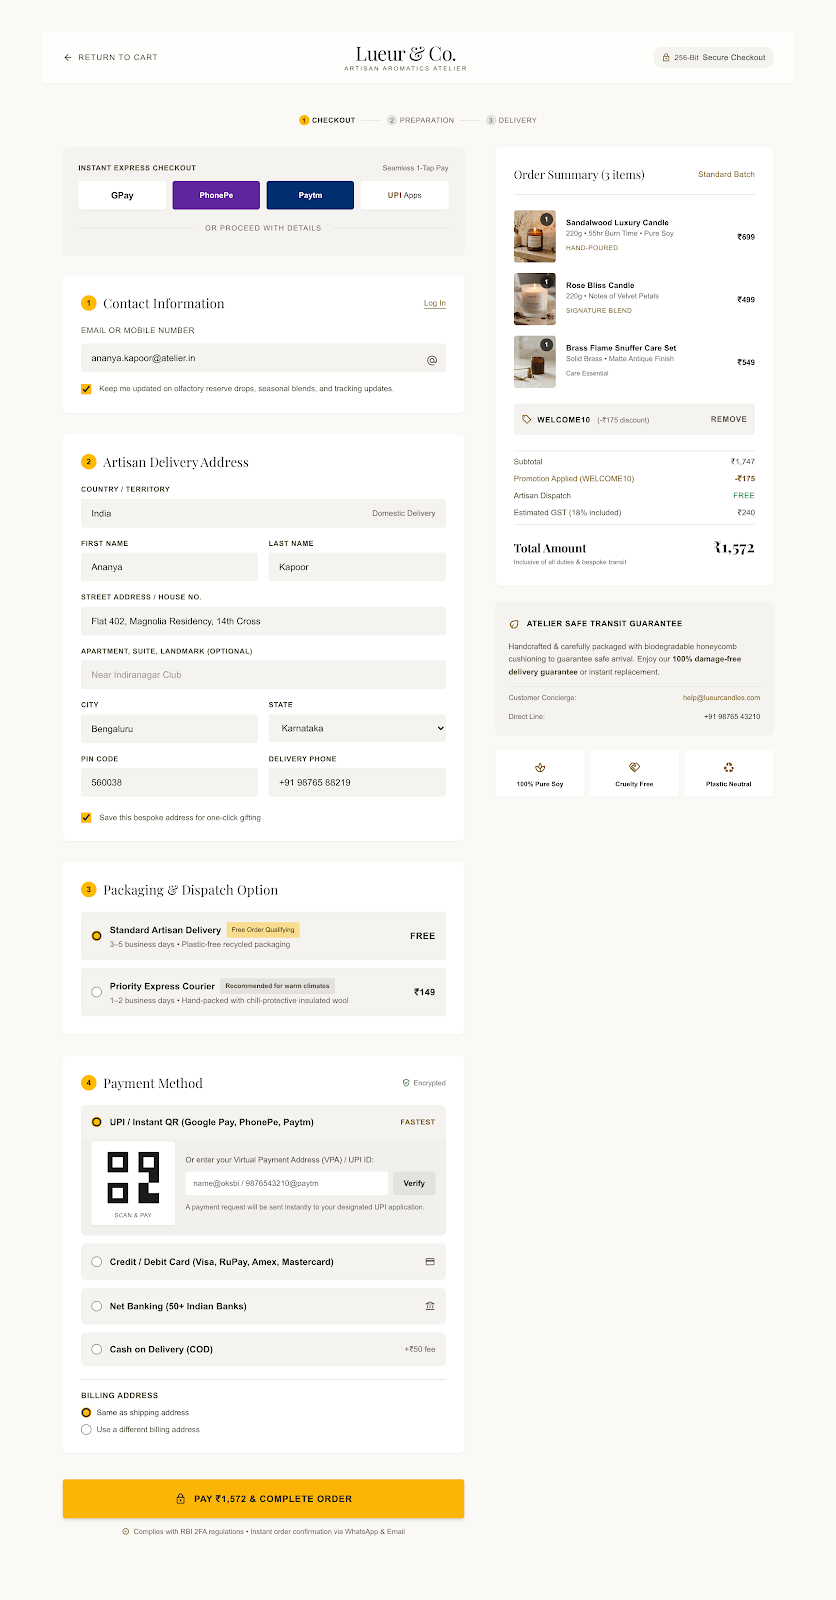 RETURN TO CART
Lueur & Co.
ARTISAN AROMATICS ATELIER
256-Bit Secure Checkout
1 CHECKOUT
2 PREPARATION
3 DELIVERY
INSTANT EXPRESS CHECKOUT
Seamless 1-Tap Pay
GPay
PhonePe
Paytm
UPI Apps
OR PROCEED WITH DETAILS
1 Contact Information
Log In
EMAIL OR MOBILE NUMBER
ananya.kapoor@atelier.in
Keep me updated on olfactory reserve drops, seasonal blends, and tracking updates.
2 Artisan Delivery Address
COUNTRY / TERRITORY
India
Domestic Delivery
FIRST NAME
LAST NAME
Ananya
Kapoor
STREET ADDRESS / HOUSE NO.
Flat 402, Magnolia Residency, 14th Cross
APARTMENT, SUITE, LANDMARK (OPTIONAL)
Near Indiranagar Club
CITY
STATE
Bengaluru
Karnataka
PIN CODE
DELIVERY PHONE
560038
+91 98765 88219
Save this bespoke address for one-click gifting
3 Packaging & Dispatch Option
Standard Artisan Delivery
Free Order Qualifying
3–5 business days • Plastic-free recycled packaging
FREE
Priority Express Courier
Recommended for warm climates
1–2 business days • Hand-packed with chill-protective insulated wool
₹149
4 Payment Method
Encrypted
UPI / Instant QR (Google Pay, PhonePe, Paytm)
FASTEST
SCAN & PAY
Or enter your Virtual Payment Address (VPA) / UPI ID:
name@oksbi / 9876543210@paytm
Verify
A payment request will be sent instantly to your designated UPI application.
Credit / Debit Card (Visa, RuPay, Amex, Mastercard)
Net Banking (50+ Indian Banks)
Cash on Delivery (COD)
+₹50 fee
BILLING ADDRESS
Same as shipping address
Use a different billing address
PAY ₹1,572 & COMPLETE ORDER
Complies with RBI 2FA regulations • Instant order confirmation via WhatsApp & Email
Order Summary (3 items)
Standard Batch
1
Sandalwood Luxury Candle
220g • 55hr Burn Time • Pure Soy
HAND-POURED
₹699
1
Rose Bliss Candle
220g • Notes of Velvet Petals
SIGNATURE BLEND
₹499
1
Brass Flame Snuffer Care Set
Solid Brass • Matte Antique Finish
Care Essential
₹549
WELCOME10 (-₹175 discount)
REMOVE
Subtotal
₹1,747
Promotion Applied (WELCOME10)
-₹175
Artisan Dispatch
FREE
Estimated GST (18% included)
₹240
Total Amount
₹1,572
Inclusive of all duties & bespoke transit
ATELIER SAFE TRANSIT GUARANTEE
Handcrafted & carefully packaged with biodegradable honeycomb
cushioning to guarantee safe arrival. Enjoy our 100% damage-free
delivery guarantee or instant replacement.
Customer Concierge:
help@lueurcandles.com
Direct Line:
+91 98765 43210
100% Pure Soy
Cruelty Free
Plastic Neutral